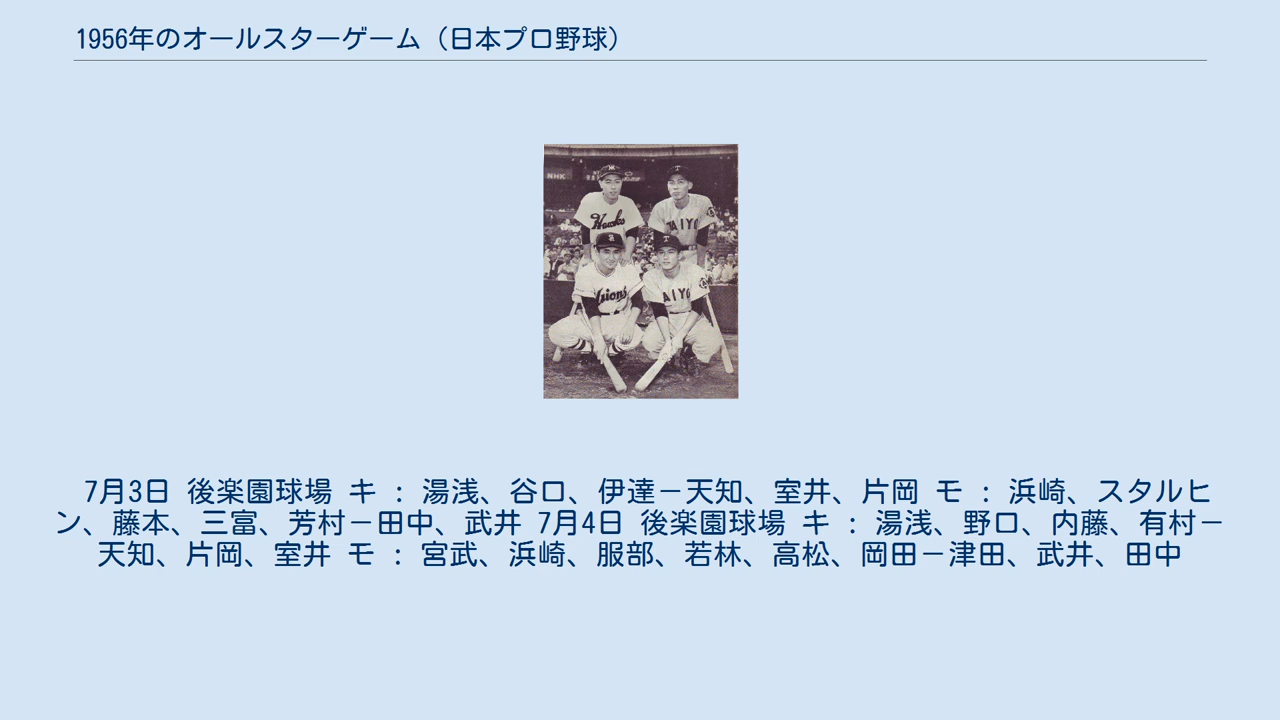 1956年のオールスターゲーム（日本プロ野球）
NHK
Hawks
TAIYO
7月3日 後楽園球場 キ : 湯浅、谷口、伊達－天知、室井、片岡 モ : 浜崎、スタルヒ
ン、藤本、三富、芳村－田中、武井 7月4日 後楽園球場 キ : 湯浅、野口、内藤、有村－
天知、片岡、室井 モ : 宮武、浜崎、服部、若林、高松、岡田－津田、武井、田中